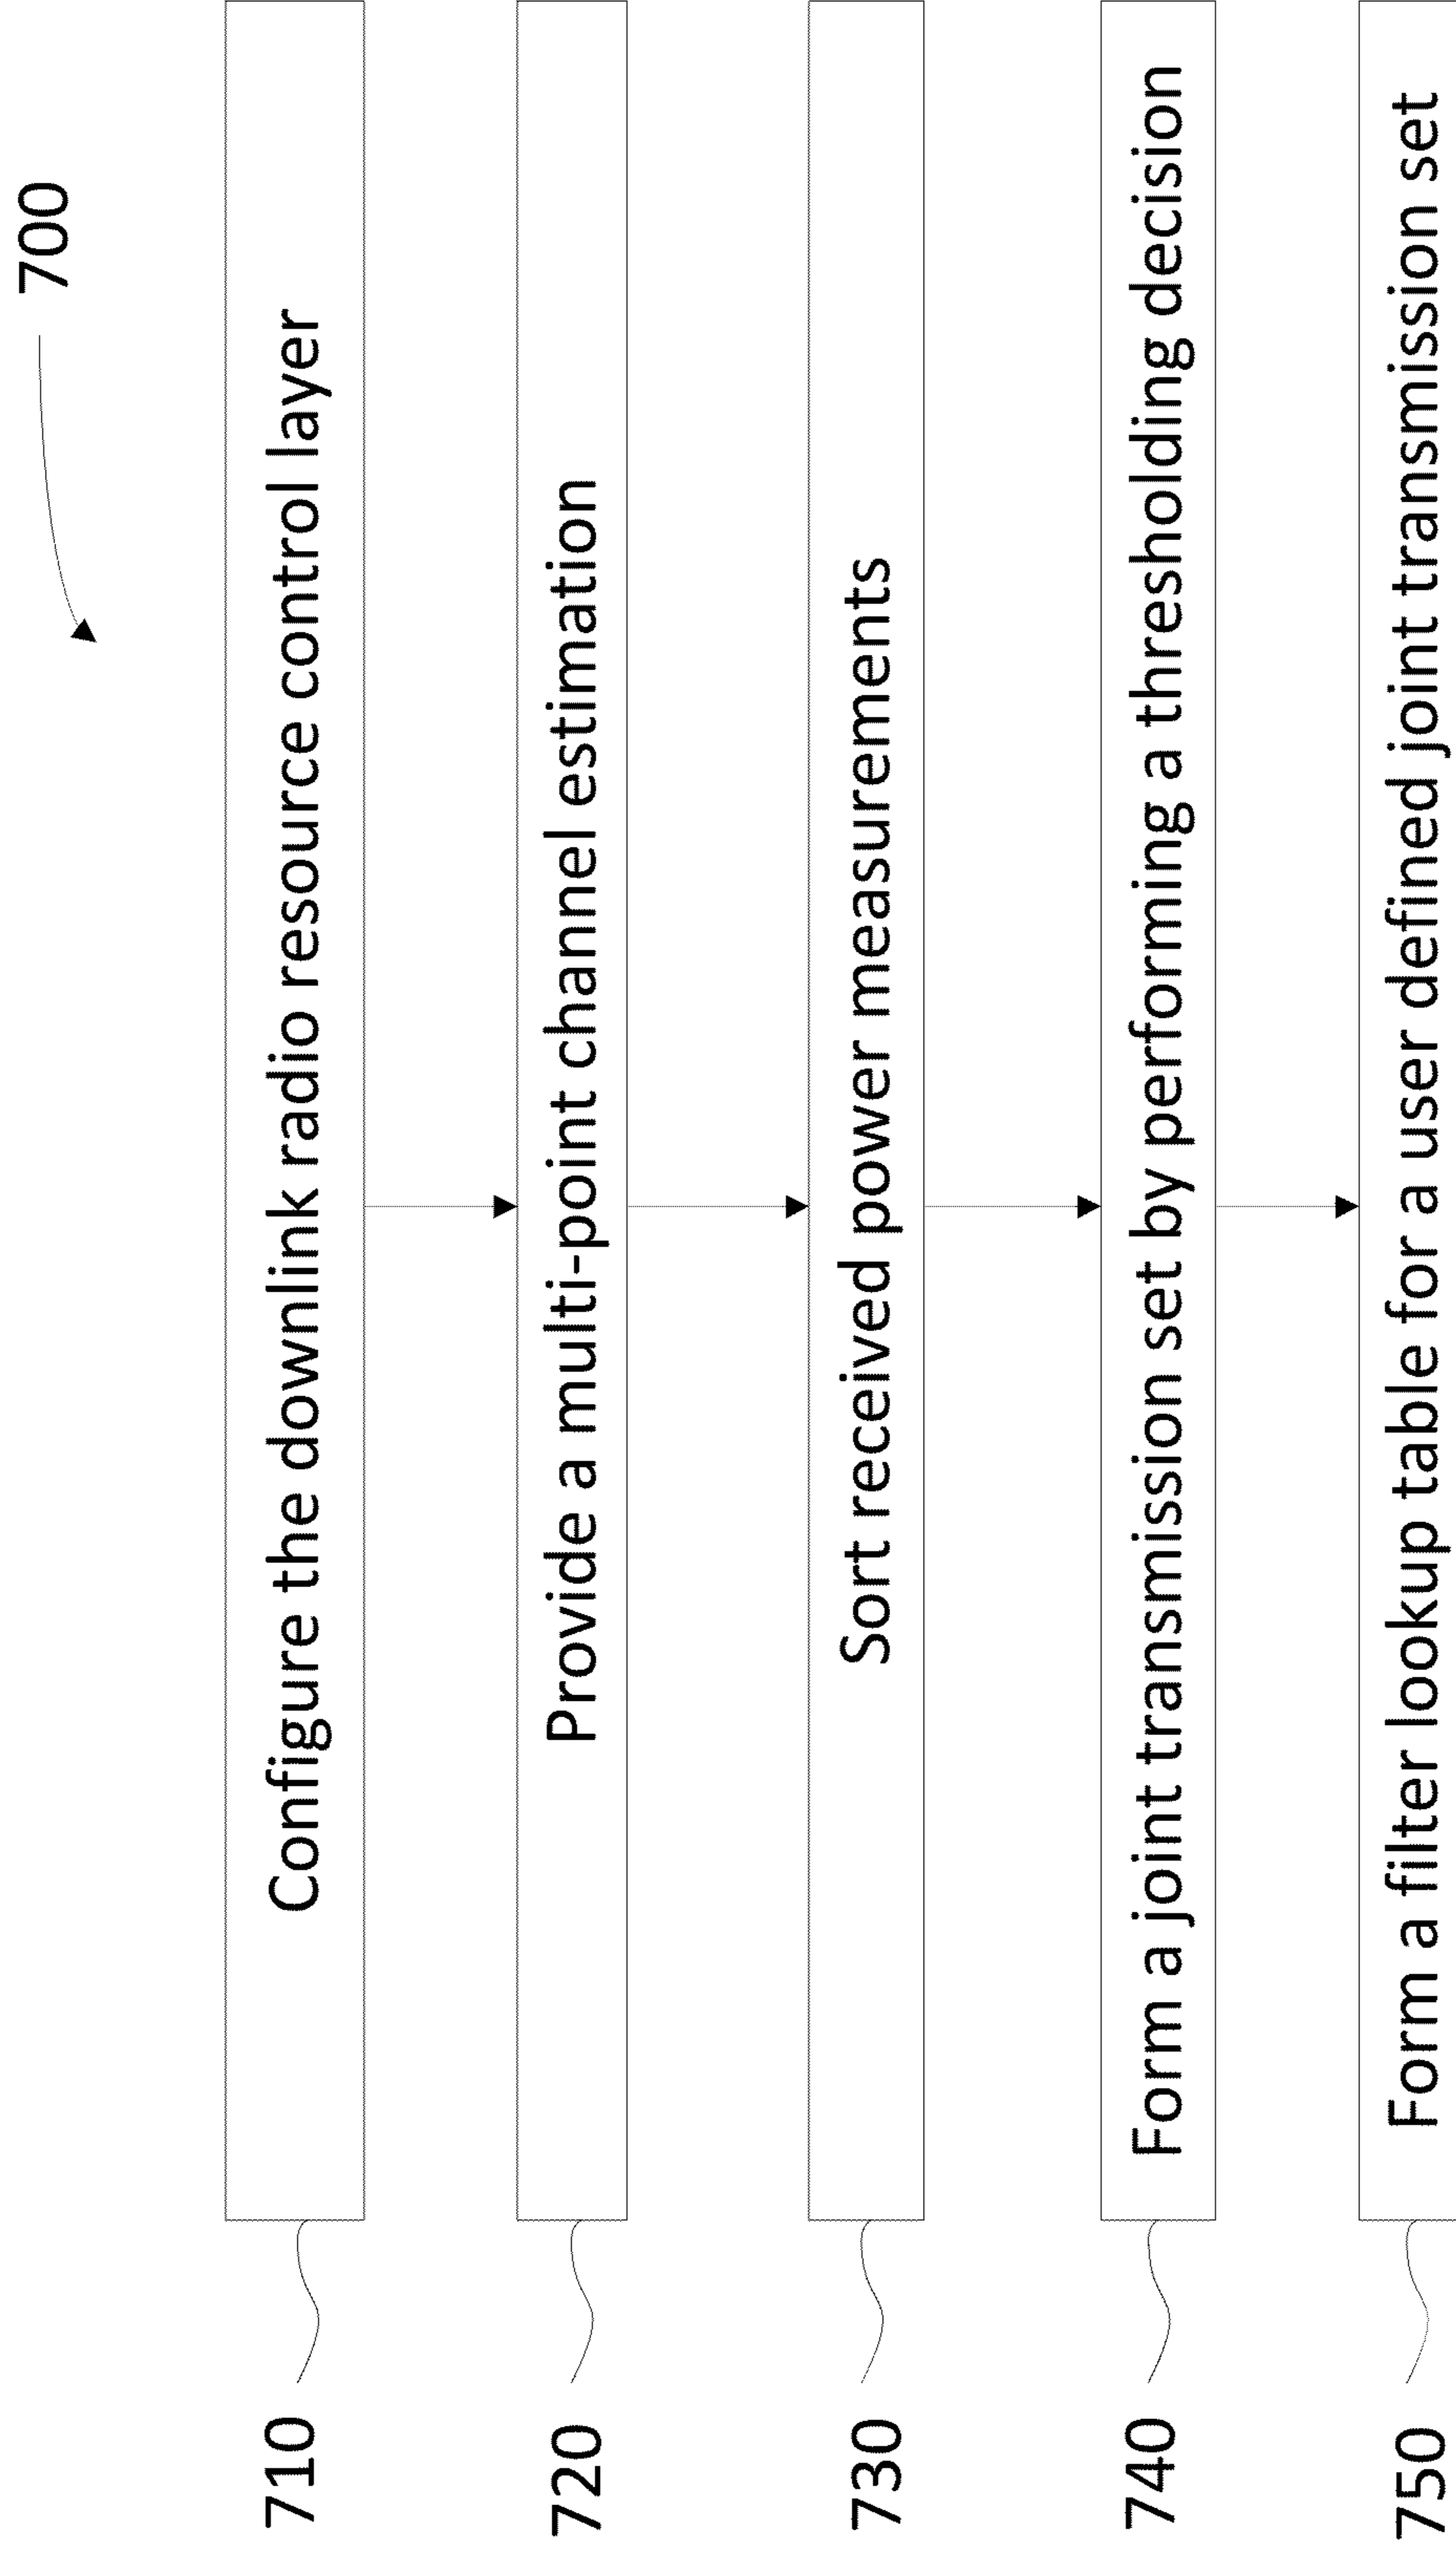 700
710
Configure the downlink radio resource control layer
720
Provide a multi-point channel estimation
730
Sort received power measurements
740
Form a joint transmission set by performing a thresholding decision
750
Form a filter lookup table for a user defined joint transmission set